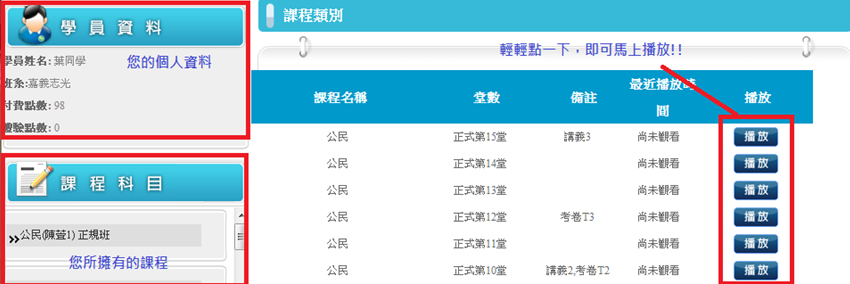 學員資料
學員姓名: 葉同學
您的個人資料
班系:嘉義志光
付費點數: 98
體驗點數: 0
課程科目
公民(陳萱1) 正規班
您所擁有的課程
課程類別
輕輕點一下，即可馬上播放!!
課程名稱 堂數 備註 最近播放時間 播放
公民 正式第15堂 講義3 尚未觀看 播放
公民 正式第14堂 尚未觀看 播放
公民 正式第13堂 尚未觀看 播放
公民 正式第12堂 考卷T3 尚未觀看 播放
公民 正式第11堂 尚未觀看 播放
公民 正式第10堂 講義2,考卷T2 尚未觀看 播放